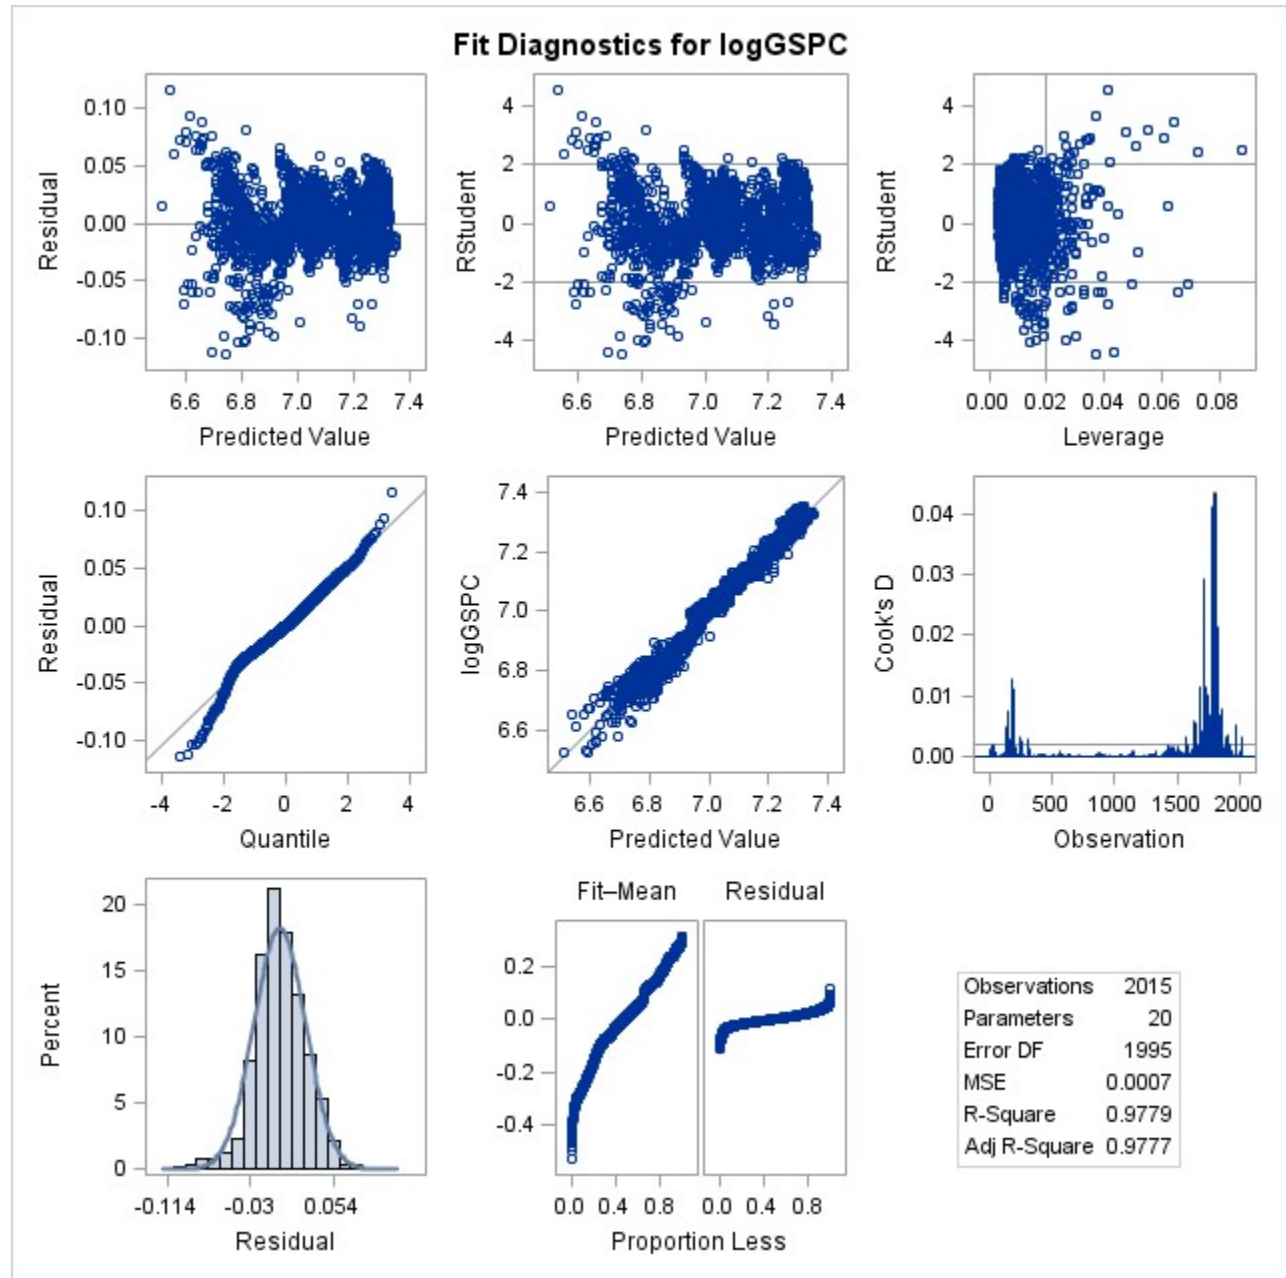 Fit Diagnostics for logGSPC
0.10
0.05
0.00
-0.05
-0.10
Residual
6.6 6.8 7.0 7.2 7.4
Predicted Value
4
2
0
-2
-4
RStudent
6.6 6.8 7.0 7.2 7.4
Predicted Value
4
2
0
-2
-4
RStudent
0.00 0.02 0.04 0.06 0.08
Leverage
0.10
0.05
0.00
-0.05
-0.10
Residual
-4 -2 0 2 4
Quantile
7.4
7.2
7.0
6.8
6.6
logGSPC
6.6 6.8 7.0 7.2 7.4
Predicted Value
0.04
0.03
0.02
0.01
0.00
Cook's D
0 500 1000 1500 2000
Observation
20
15
10
5
0
Percent
-0.114 -0.03 0.054
Residual
Fit–Mean Residual
0.2
0.0
-0.2
-0.4
0.0 0.4 0.8 0.0 0.4 0.8
Proportion Less
Observations 2015
Parameters 20
Error DF 1995
MSE 0.0007
R-Square 0.9779
Adj R-Square 0.9777